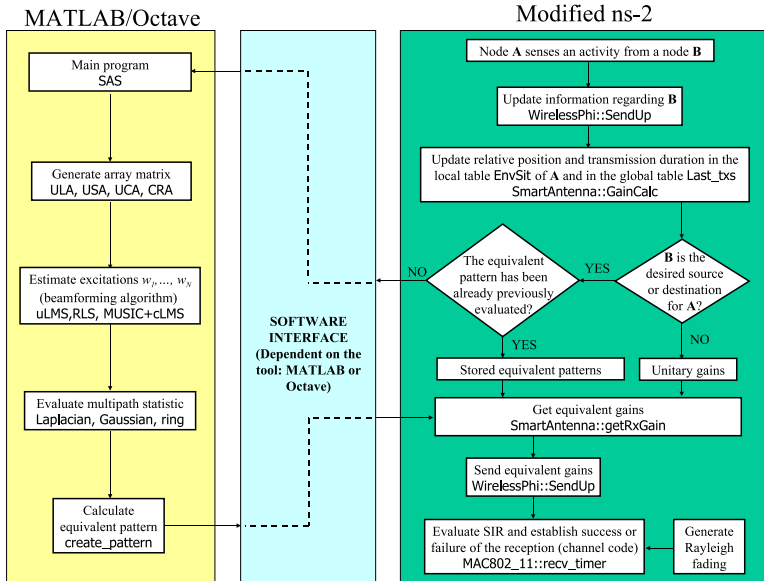 MATLAB/Octave
Main program
SAS
Generate array matrix
ULA, USA, UCA, CRA
Estimate excitations w1,..., wN
(beamforming algorithm)
uLMS,RLS, MUSIC+cLMS
Evaluate multipath statistic
Laplacian, Gaussian, ring
Calculate
equivalent pattern
create_pattern
SOFTWARE
INTERFACE
(Dependent on the
tool: MATLAB or
Octave)
Modified ns-2
Node A senses an activity from a node B
Update information regarding B
WirelessPhi::SendUp
Update relative position and transmission duration in the
local table EnvSit of A and in the global table Last_txs
SmartAntenna::GainCalc
B is the
desired source
or destination
for A?
YES
NO
The equivalent
pattern has been
already previously
evaluated?
NO
YES
Stored equivalent patterns
Unitary gains
Get equivalent gains
SmartAntenna::getRxGain
Send equivalent gains
WirelessPhi::SendUp
Evaluate SIR and establish success or
failure of the reception (channel code)
MAC802_11::recv_timer
Generate
Rayleigh
fading